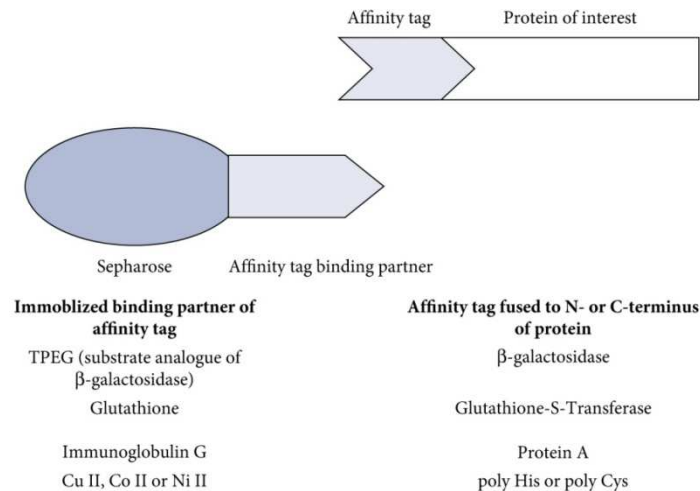 Affinity tag Protein of interest
Sepharose Affinity tag binding partner
Immoblized binding partner of
affinity tag
Affinity tag fused to N- or C-terminus
of protein
TPEG (substrate analogue of
β-galactosidase)
β-galactosidase
Glutathione
Glutathione-S-Transferase
Immunoglobulin G
Protein A
Cu II, Co II or Ni II
poly His or poly Cys